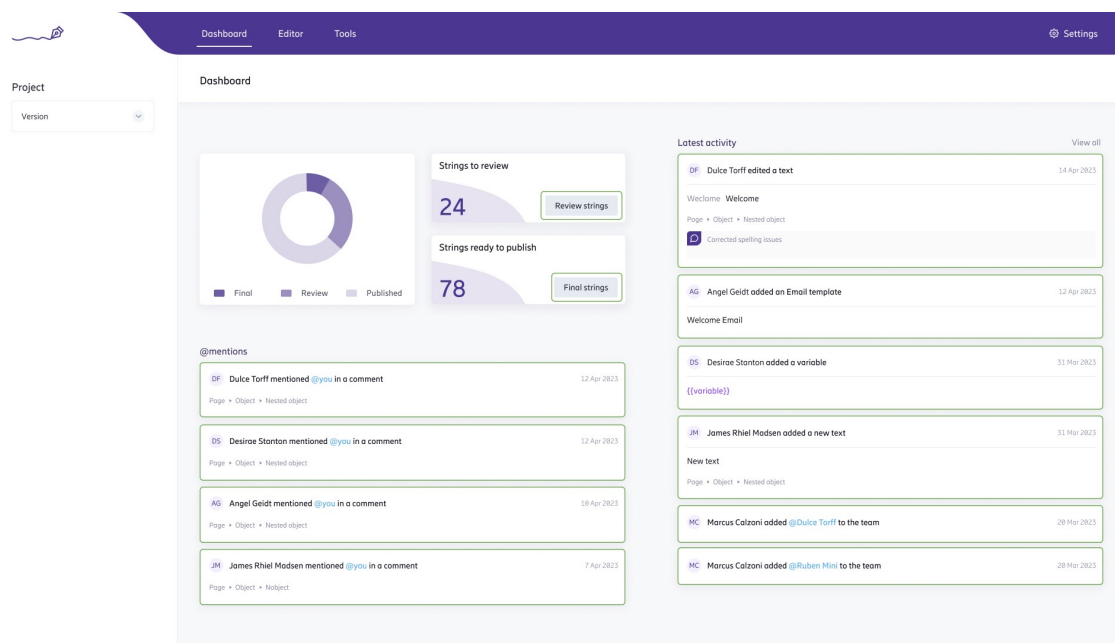 Dashboard
Editor
Tools
Settings
Project
Version
Dashboard
Final
Review
Published
Strings to review
24
Review strings
Strings ready to publish
78
Final strings
@mentions
DF Dulce Torff mentioned @you in a comment 12 Apr 2023
Page • Object • Nested object
DS Desirae Stanton mentioned @you in a comment 12 Apr 2023
Page • Object • Nested object
AG Angel Geidt mentioned @you in a comment 10 Apr 2023
Page • Object • Nested object
JM James Rhiel Madsen mentioned @you in a comment 7 Apr 2023
Page • Object • Nobject
Latest activity View all
DF Dulce Torff edited a text 14 Apr 2023
Weclome Welcome
Page • Object • Nested object
Corrected spelling issues
AG Angel Geidt added an Email template 12 Apr 2023
Welcome Email
DS Desirae Stanton added a variable 31 Mar 2023
{{variable}}
JM James Rhiel Madsen added a new text 31 Mar 2023
New text
Page • Object • Nested object
MC Marcus Calzoni added @Dulce Torff to the team 20 Mar 2023
MC Marcus Calzoni added @Ruben Mini to the team 20 Mar 2023